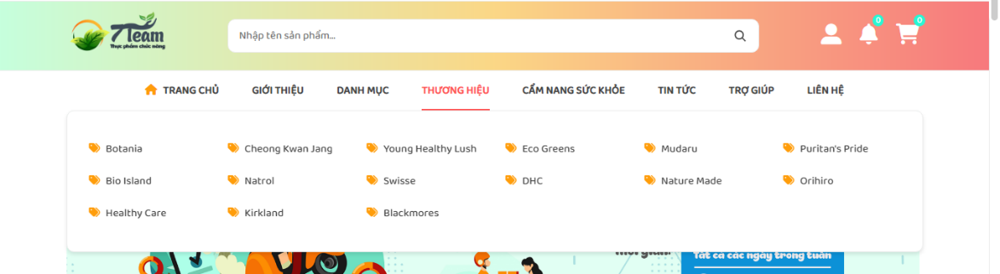 7Team
Thực phẩm chức năng
Nhập tên sản phẩm...
0
0
TRANG CHỦ GIỚI THIỆU DANH MỤC THƯƠNG HIỆU CẨM NANG SỨC KHỎE TIN TỨC TRỢ GIÚP LIÊN HỆ
Botania Cheong Kwan Jang Young Healthy Lush Eco Greens Mudaru Puritan's Pride
Bio Island Natrol Swisse DHC Nature Made Orihiro
Healthy Care Kirkland Blackmores
Tất cả các ngày trong tuần